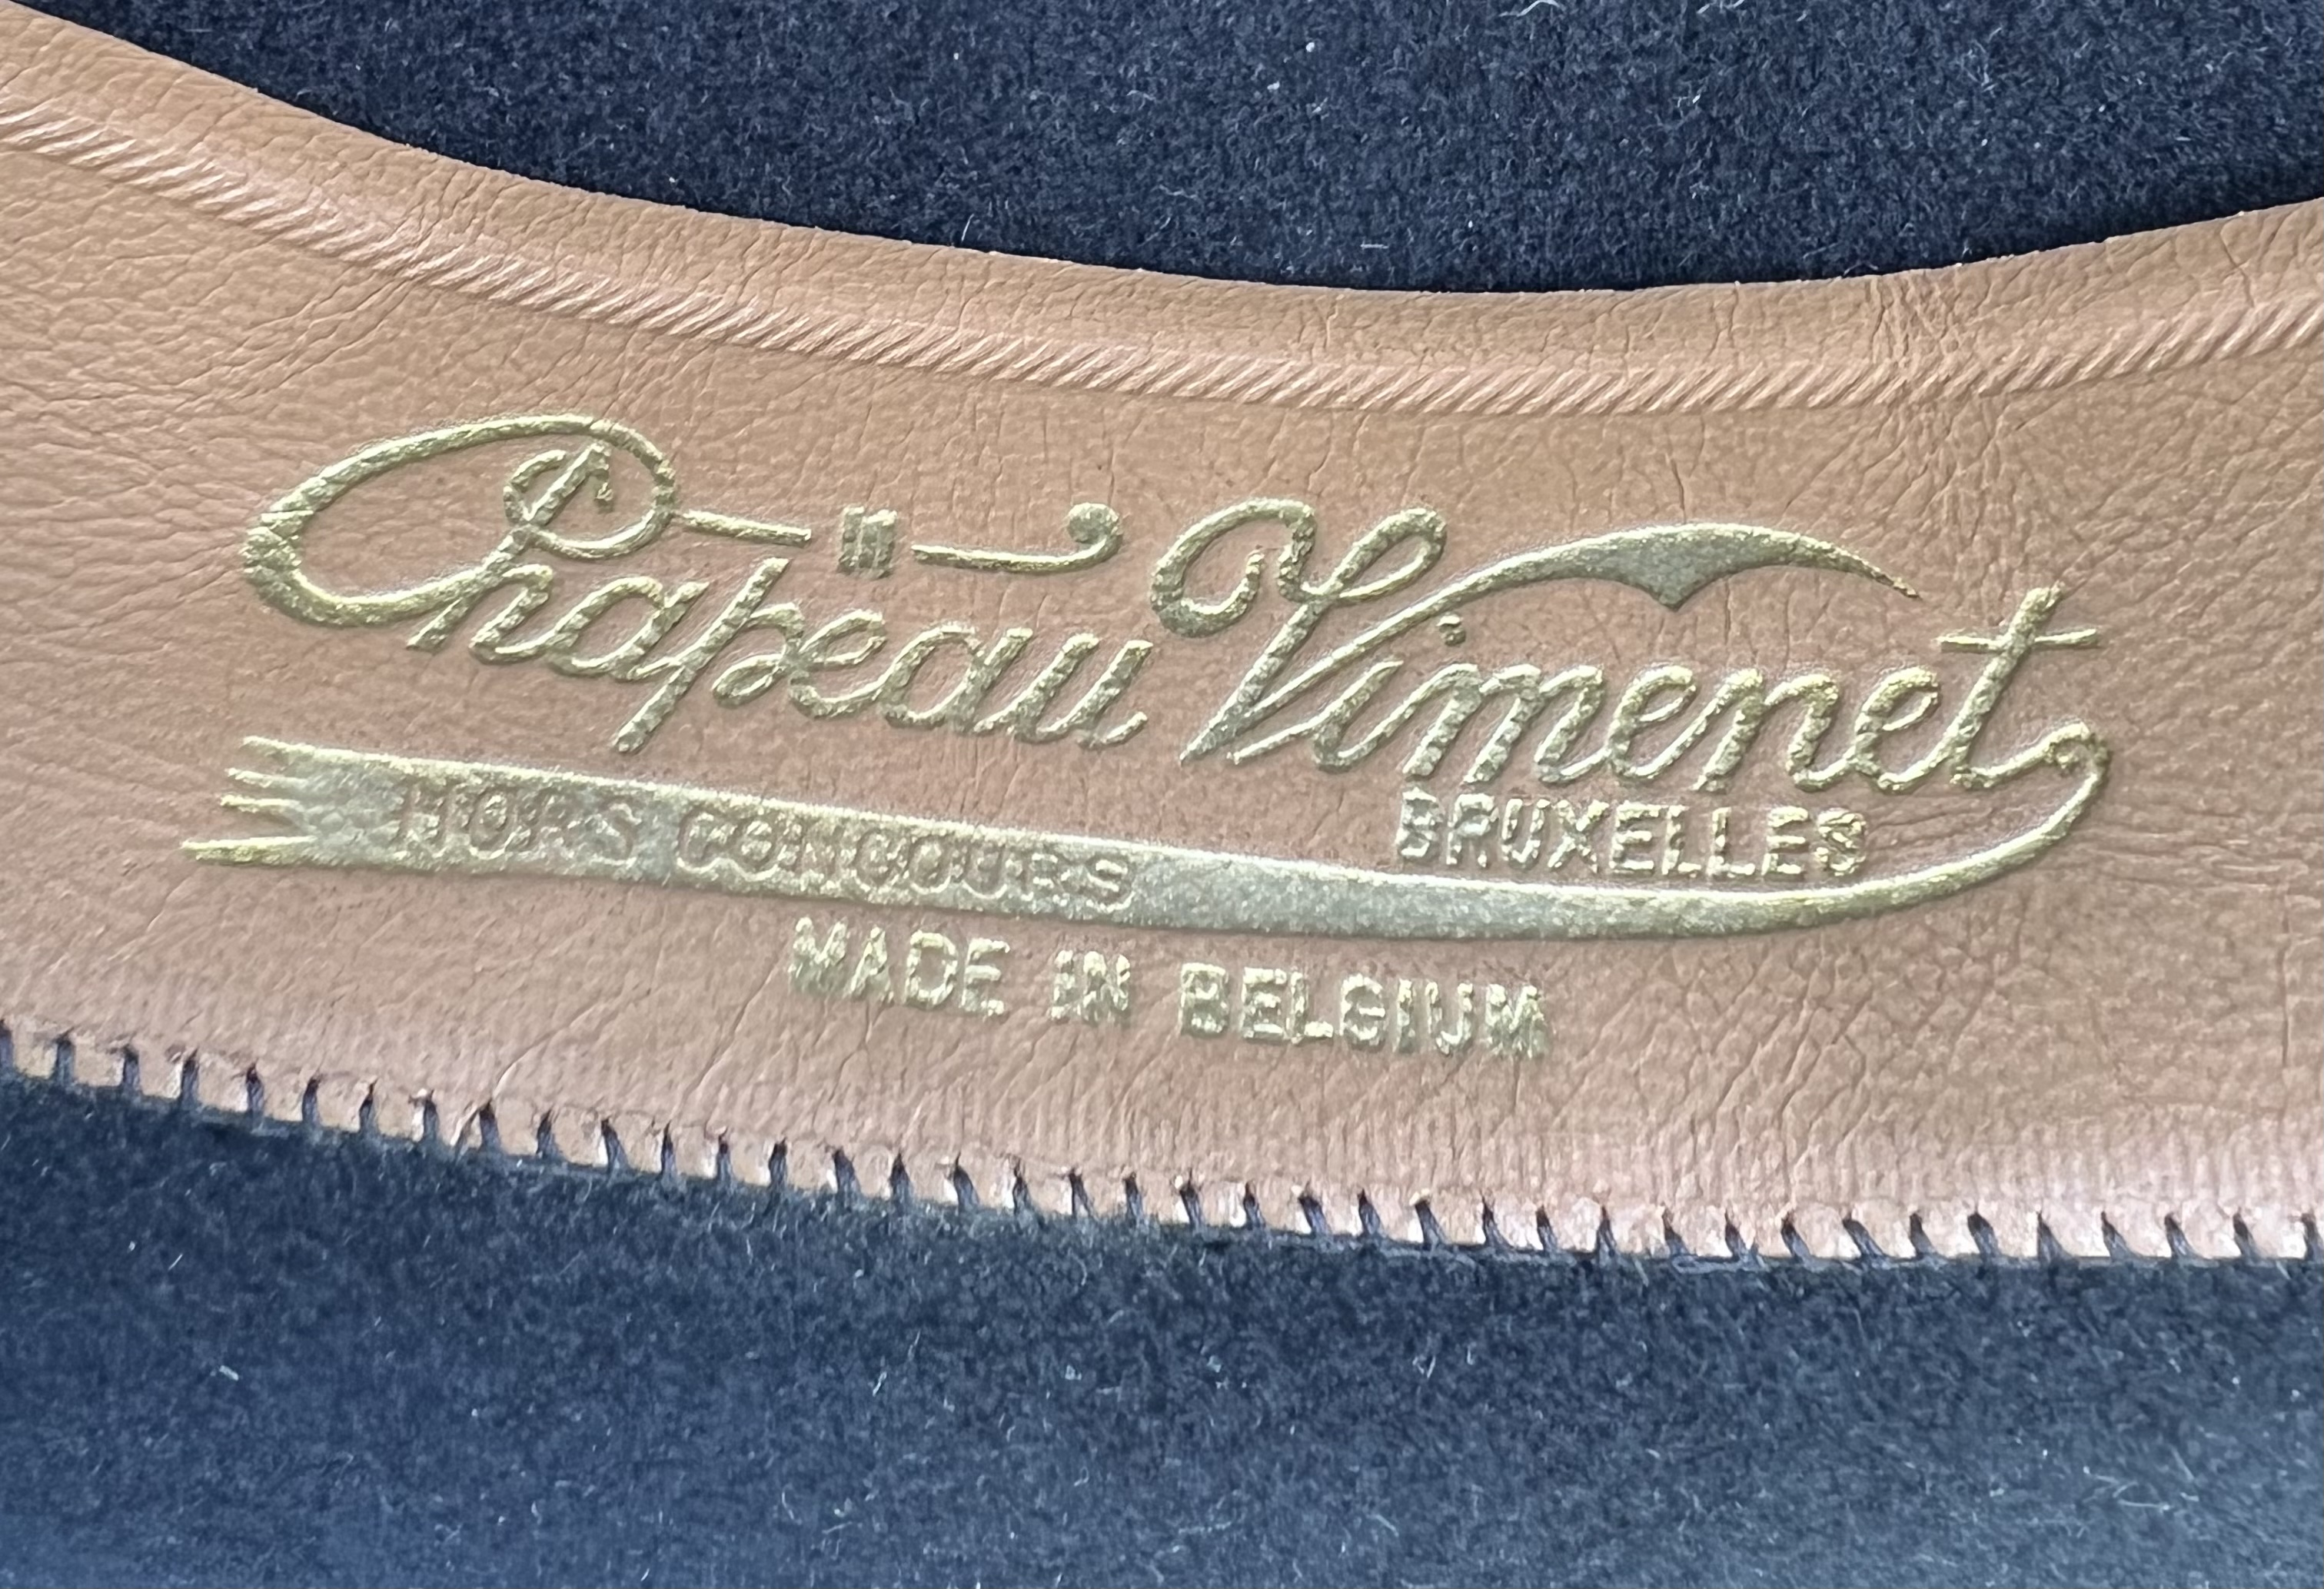 Chapeau Vimenet
BRUXELLES
HORS CONCOURS
MADE IN BELGIUM